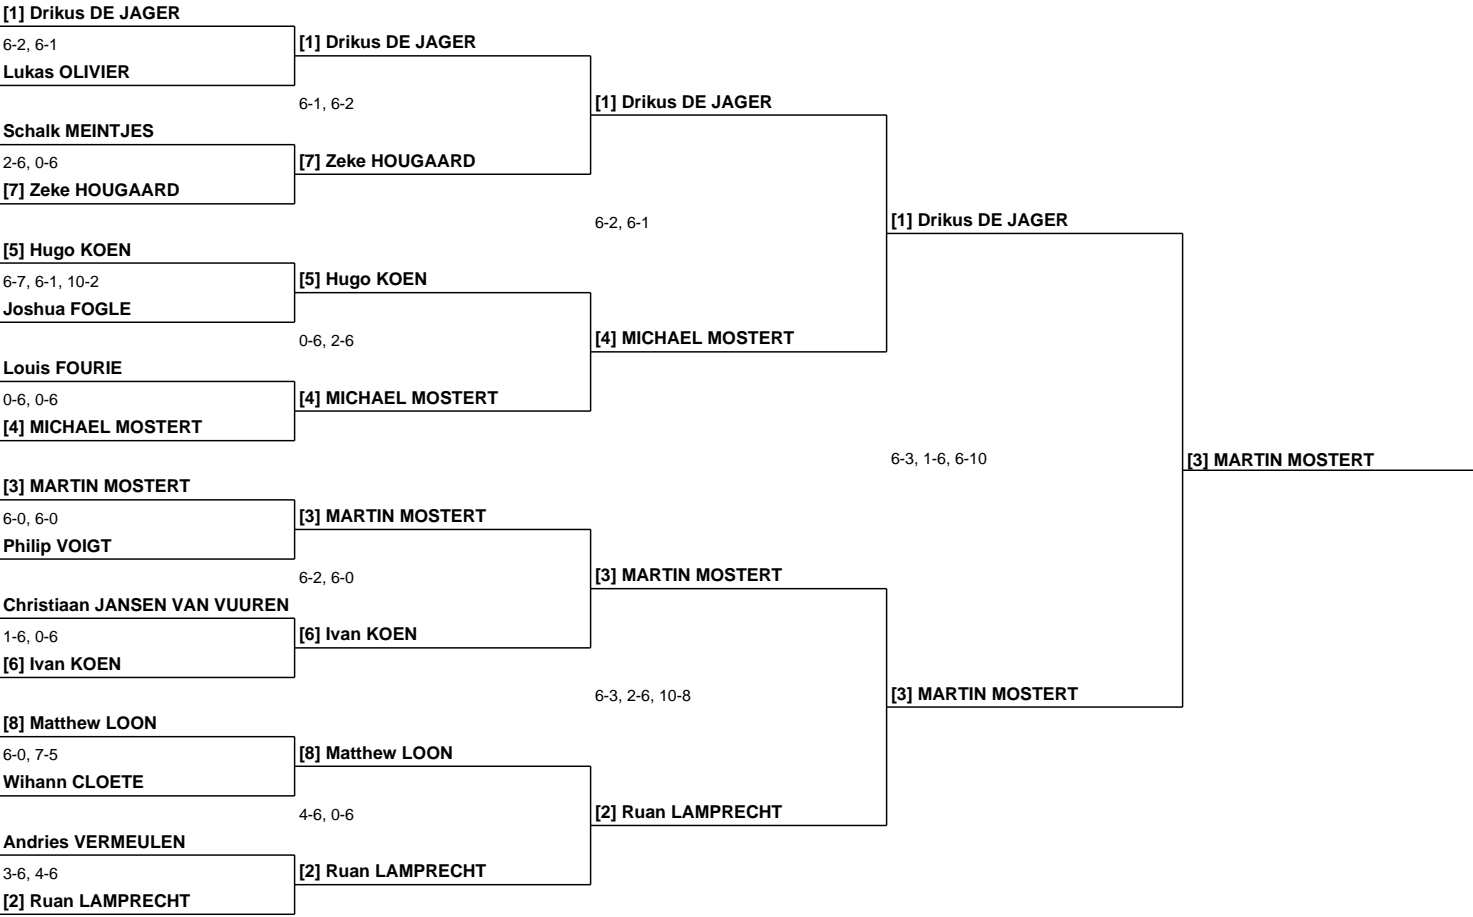 [1] Drikus DE JAGER
6-2, 6-1
Lukas OLIVIER
Schalk MEINTJES
2-6, 0-6
[7] Zeke HOUGAARD
[5] Hugo KOEN
6-7, 6-1, 10-2
Joshua FOGLE
Louis FOURIE
0-6, 0-6
[4] MICHAEL MOSTERT
[3] MARTIN MOSTERT
6-0, 6-0
Philip VOIGT
Christiaan JANSEN VAN VUUREN
1-6, 0-6
[6] Ivan KOEN
[8] Matthew LOON
6-0, 7-5
Wihann CLOETE
Andries VERMEULEN
3-6, 4-6
[2] Ruan LAMPRECHT
[1] Drikus DE JAGER
6-1, 6-2
[7] Zeke HOUGAARD
[5] Hugo KOEN
0-6, 2-6
[4] MICHAEL MOSTERT
[3] MARTIN MOSTERT
6-2, 6-0
[6] Ivan KOEN
[8] Matthew LOON
4-6, 0-6
[2] Ruan LAMPRECHT
[1] Drikus DE JAGER
6-2, 6-1
[4] MICHAEL MOSTERT
[3] MARTIN MOSTERT
6-3, 2-6, 10-8
[2] Ruan LAMPRECHT
[1] Drikus DE JAGER
6-3, 1-6, 6-10
[3] MARTIN MOSTERT
[3] MARTIN MOSTERT